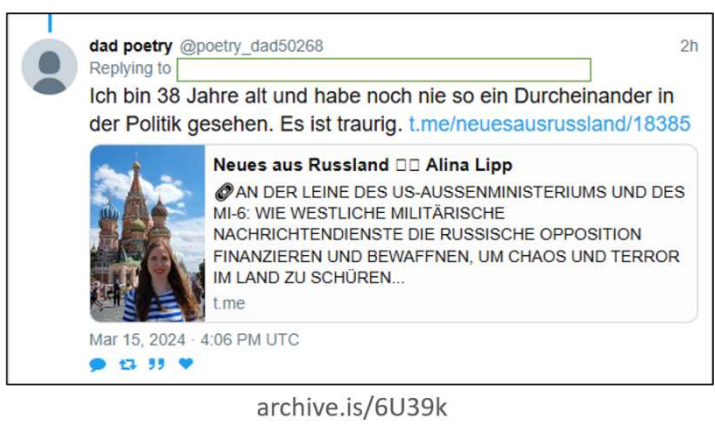 dad poetry @poetry_dad50268 2h
Replying to
Ich bin 38 Jahre alt und habe noch nie so ein Durcheinander in
der Politik gesehen. Es ist traurig. t.me/neuesausrussland/18385
Neues aus Russland □□ Alina Lipp
🔗AN DER LEINE DES US-AUSSENMINISTERIUMS UND DES
MI-6: WIE WESTLICHE MILITÄRISCHE
NACHRICHTENDIENSTE DIE RUSSISCHE OPPOSITION
FINANZIEREN UND BEWAFFNEN, UM CHAOS UND TERROR
IM LAND ZU SCHÜREN...
t.me
Mar 15, 2024 · 4:06 PM UTC
archive.is/6U39k